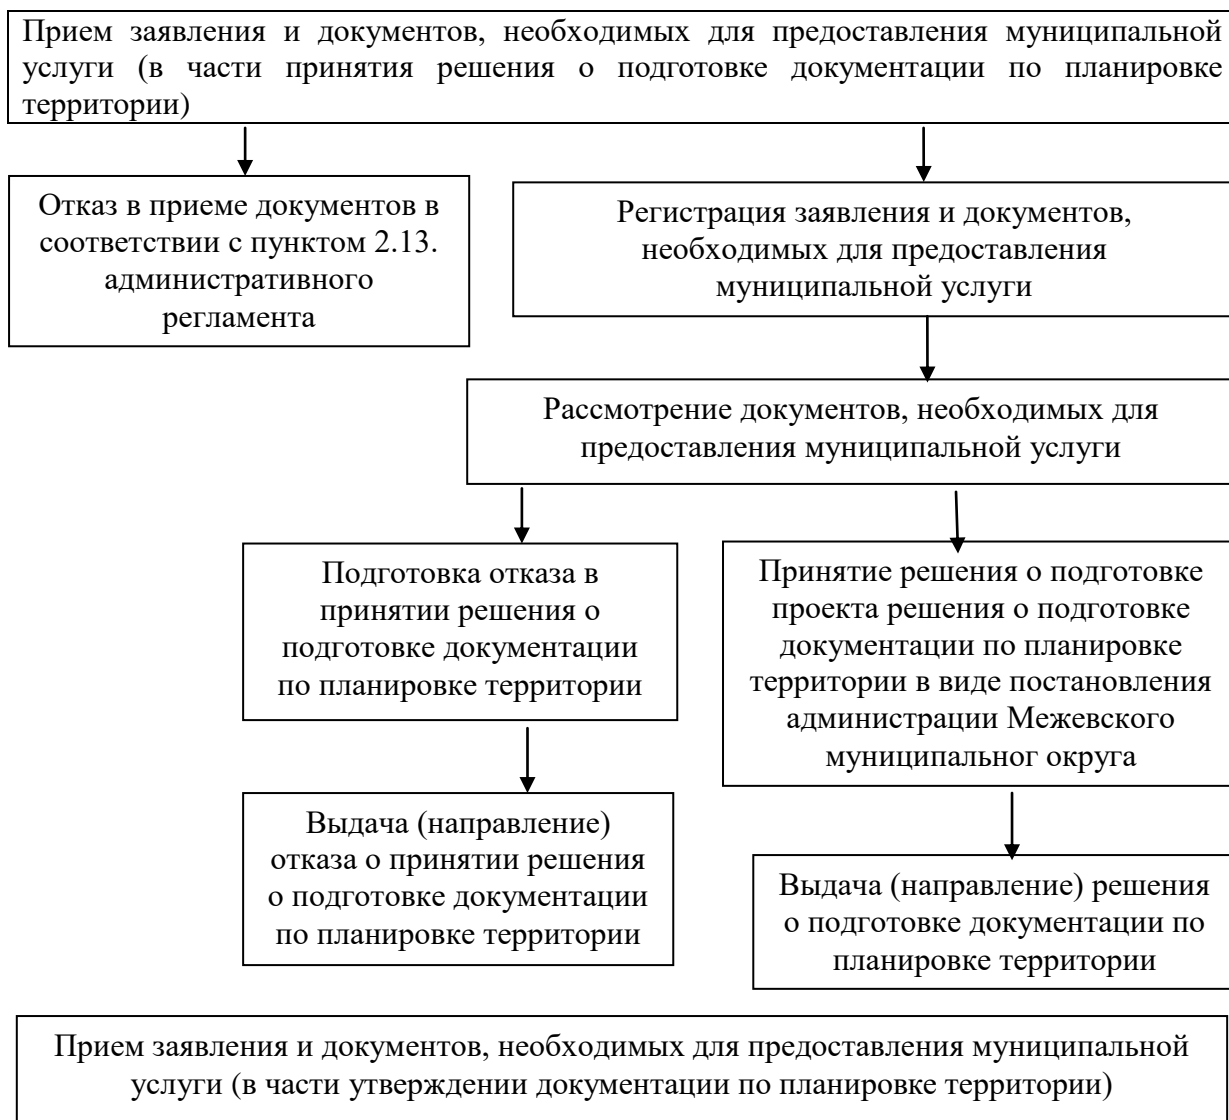 Прием заявления и документов, необходимых для предоставления муниципальной
услуги (в части принятия решения о подготовке документации по планировке
территории)
Отказ в приеме документов в
соответствии с пунктом 2.13.
административного
регламента
Регистрация заявления и документов,
необходимых для предоставления
муниципальной услуги
Рассмотрение документов, необходимых для
предоставления муниципальной услуги
Подготовка отказа в
принятии решения о
подготовке документации
по планировке территории
Принятие решения о подготовке
проекта решения о подготовке
документации по планировке
территории в виде постановления
администрации Межевского
муниципальног округа
Выдача (направление)
отказа о принятии решения
о подготовке документации
по планировке территории
Выдача (направление) решения
о подготовке документации по
планировке территории
Прием заявления и документов, необходимых для предоставления муниципальной
услуги (в части утверждении документации по планировке территории)